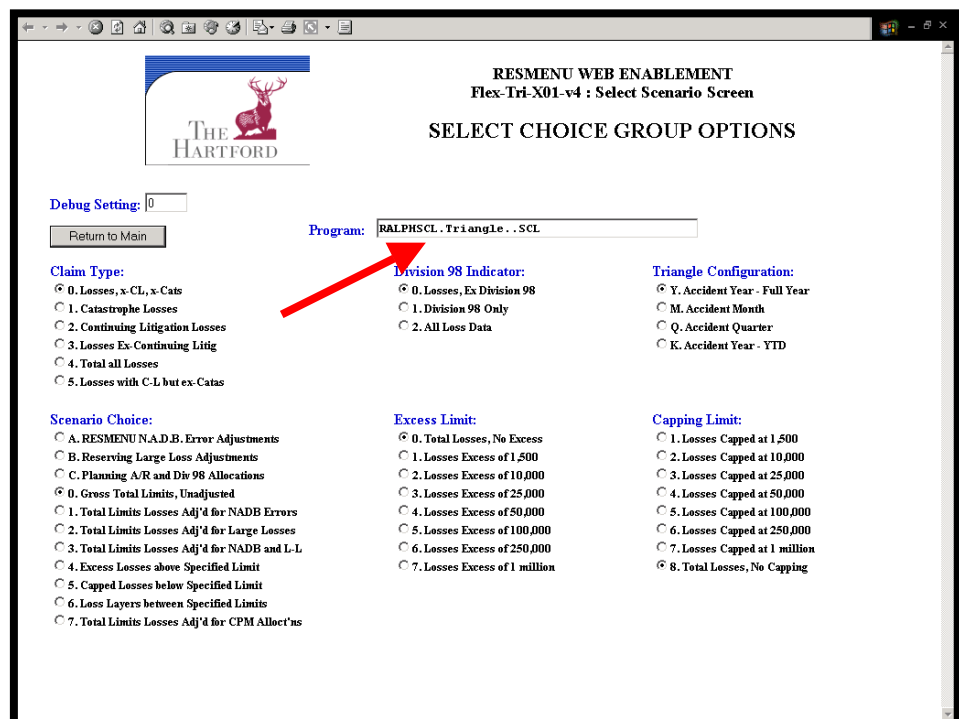 RESMENU WEB ENABLEMENT
Flex-Tri-X01-v4 : Select Scenario Screen
SELECT CHOICE GROUP OPTIONS
THE
HARTFORD
Debug Setting: 0
Return to Main
Program: RALPHSCL.Triangle..SCL
Claim Type:
0. Losses, x-CL, x-Cats
1. Catastrophe Losses
2. Continuing Litigation Losses
3. Losses Ex-Continuing Litig
4. Total all Losses
5. Losses with C-L but ex-Catas
Division 98 Indicator:
0. Losses, Ex Division 98
1. Division 98 Only
2. All Loss Data
Triangle Configuration:
Y. Accident Year - Full Year
M. Accident Month
Q. Accident Quarter
K. Accident Year - YTD
Scenario Choice:
A. RESMENU N.A.D.B. Error Adjustments
B. Reserving Large Loss Adjustments
C. Planning A/R and Div 98 Allocations
0. Gross Total Limits, Unadjusted
1. Total Limits Losses Adj'd for NADB Errors
2. Total Limits Losses Adj'd for Large Losses
3. Total Limits Losses Adj'd for NADB and L-L
4. Excess Losses above Specified Limit
5. Capped Losses below Specified Limit
6. Loss Layers between Specified Limits
7. Total Limits Losses Adj'd for CPM Alloct'ns
Excess Limit:
0. Total Losses, No Excess
1. Losses Excess of 1,500
2. Losses Excess of 10,000
3. Losses Excess of 25,000
4. Losses Excess of 50,000
5. Losses Excess of 100,000
6. Losses Excess of 250,000
7. Losses Excess of 1 million
Capping Limit:
1. Losses Capped at 1,500
2. Losses Capped at 10,000
3. Losses Capped at 25,000
4. Losses Capped at 50,000
5. Losses Capped at 100,000
6. Losses Capped at 250,000
7. Losses Capped at 1 million
8. Total Losses, No Capping